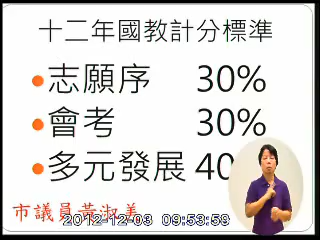 十二年國教計分標準
•志願序 30%
•會考 30%
•多元發展 40
市議員黃淑美
2012-12-03 09:53:59